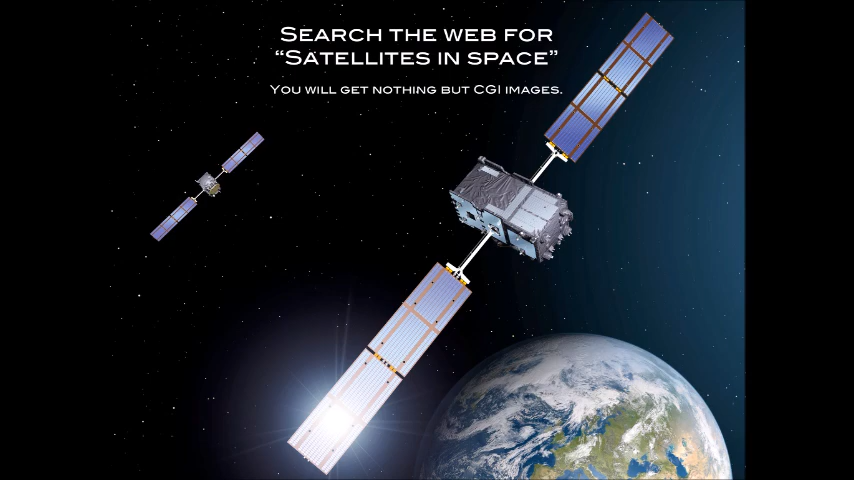 Search the web for
“Satellites in space”
You will get nothing but CGI images.